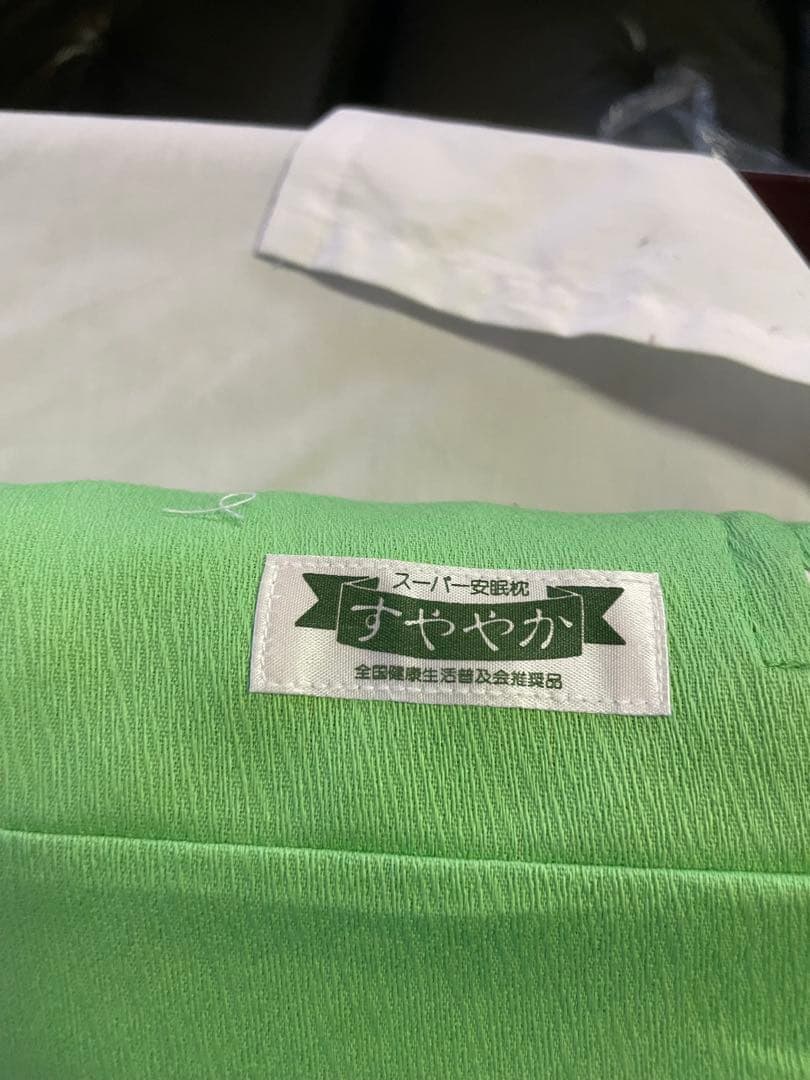 スーパー安眠枕
すややか
全国健康生活普及会推奨品